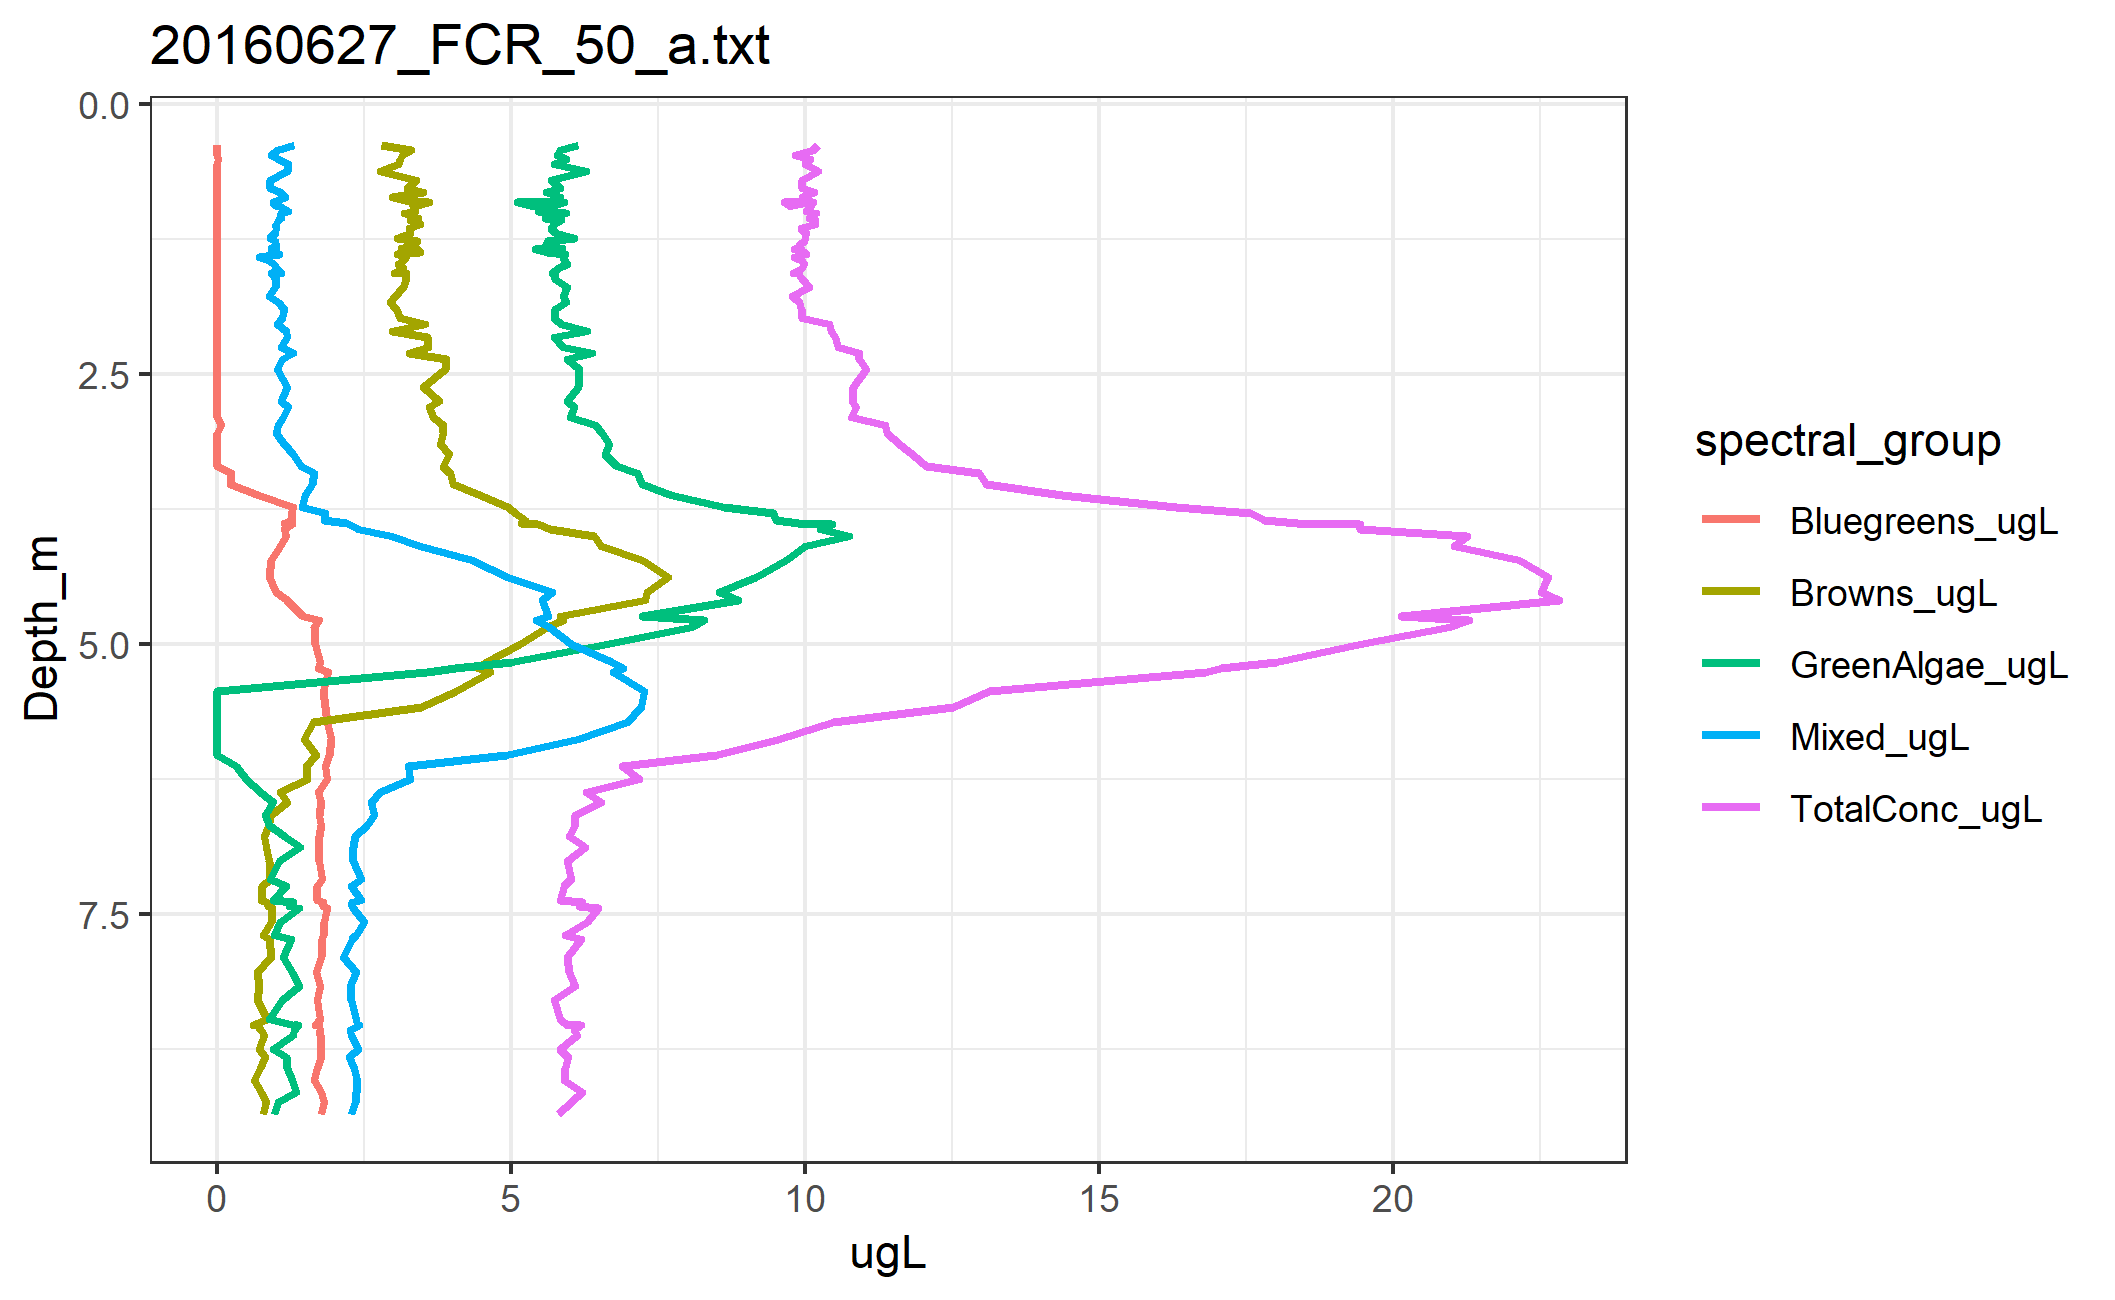 20160627_FCR_50_a.txt
0.0
2.5
5.0
7.5
Depth_m
0 5 10 15 20
ugL
spectral_group
Bluegreens_ugL
Browns_ugL
GreenAlgae_ugL
Mixed_ugL
TotalConc_ugL